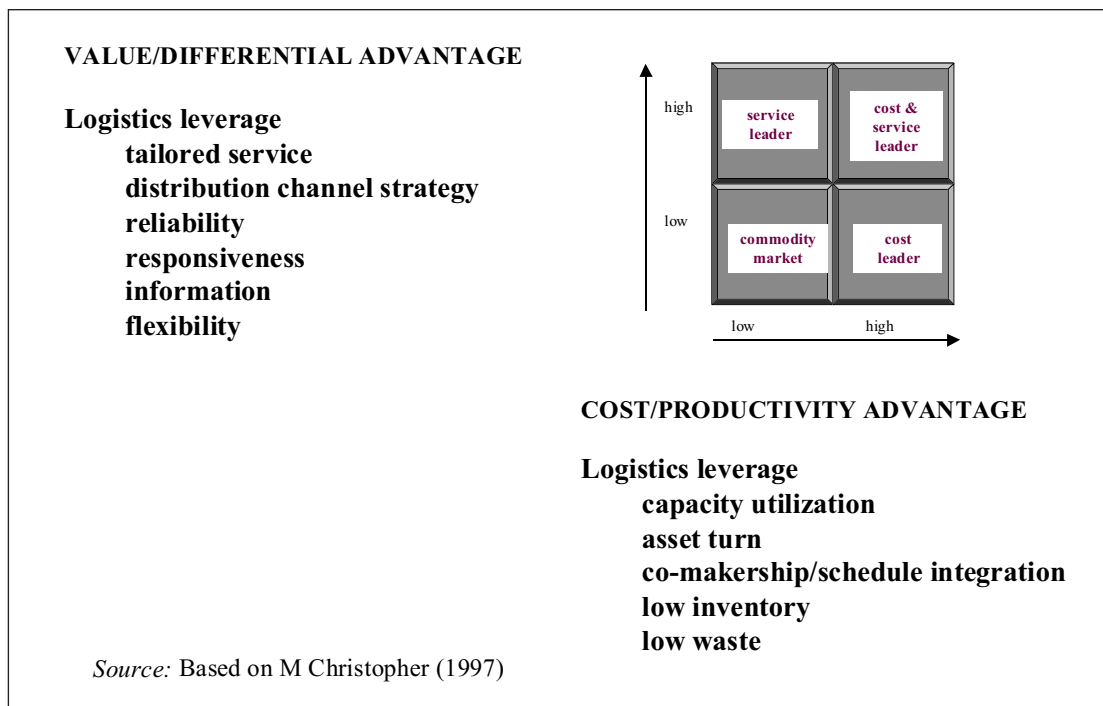 VALUE/DIFFERENTIAL ADVANTAGE
Logistics leverage
tailored service
distribution channel strategy
reliability
responsiveness
information
flexibility
high
low
service
leader
cost &
service
leader
commodity
market
cost
leader
low
high
COST/PRODUCTIVITY ADVANTAGE
Logistics leverage
capacity utilization
asset turn
co-makership/schedule integration
low inventory
low waste
Source: Based on M Christopher (1997)